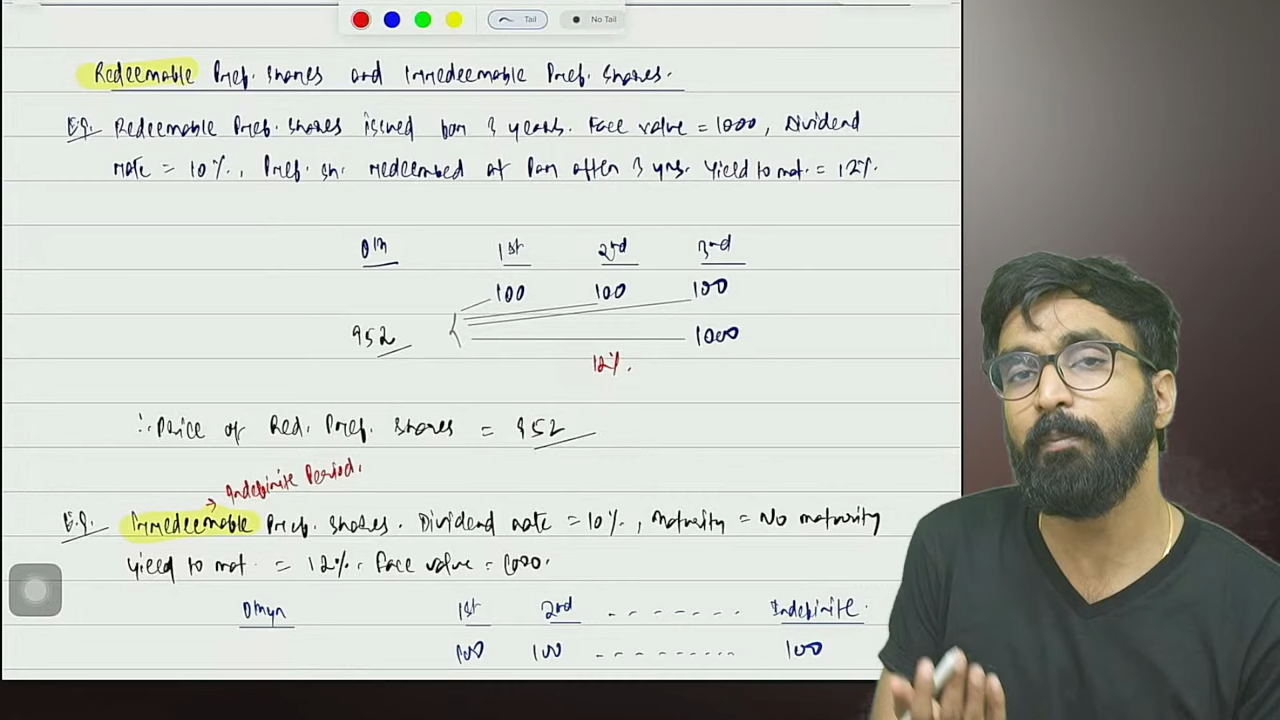 Tail No Tail
Redeemable Pref. shares and Irredeemable Pref. shares.
E.g. Redeemable Pref. shares issued for 3 years. Face value = 1000, Dividend
rate = 10%, Pref. sh. redeemed at Par after 3 yrs. Yield to mat. = 12%.
0th 1st 2nd 3rd
100 100 100
952 1000
12%.
∴ Price of Red. Pref. shares = 952
→ Indefinite Period.
E.g. Irredeemable Pref. shares. Dividend rate = 10%, Maturity = No maturity
Yield to mat. = 12%. Face value = 1000.
0th yr 1st 2nd - - - - - - - Indefinite.
100 100 - - - - - - - 100